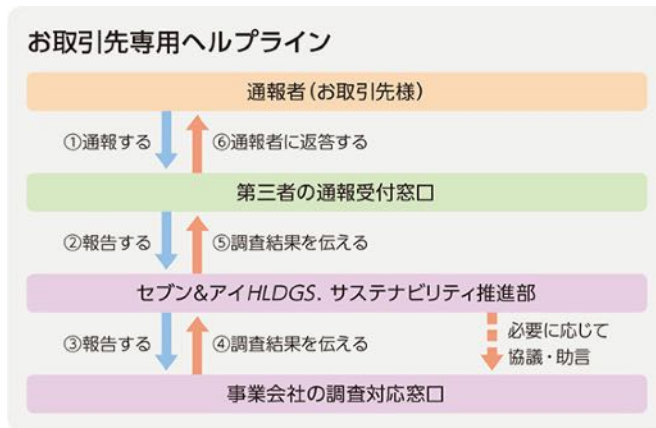 お取引先専用ヘルプライン
通報者(お取引先様)
①通報する
⑥通報者に返答する
第三者の通報受付窓口
②報告する
⑤調査結果を伝える
セブン&アイHLDGS. サステナビリティ推進部
③報告する
④調査結果を伝える
必要に応じて
協議・助言
事業会社の調査対応窓口